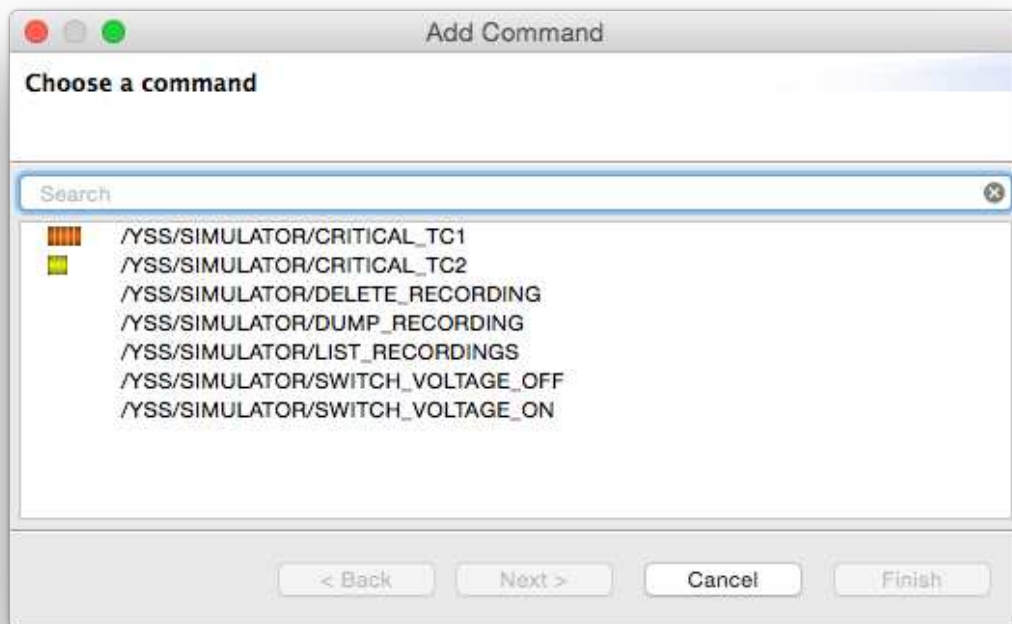 Add Command
Choose a command
Search
/YSS/SIMULATOR/CRITICAL_TC1
/YSS/SIMULATOR/CRITICAL_TC2
/YSS/SIMULATOR/DELETE_RECORDING
/YSS/SIMULATOR/DUMP_RECORDING
/YSS/SIMULATOR/LIST_RECORDINGS
/YSS/SIMULATOR/SWITCH_VOLTAGE_OFF
/YSS/SIMULATOR/SWITCH_VOLTAGE_ON
< Back Next > Cancel Finish